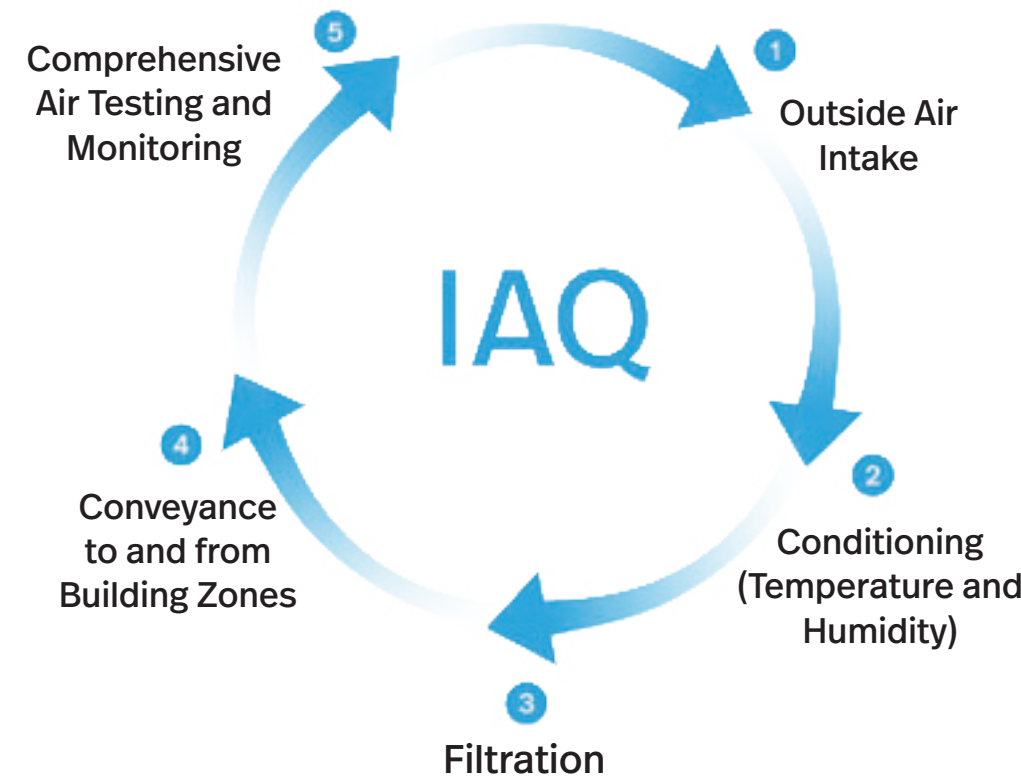 IAQ
1
Outside Air
Intake
2
Conditioning
(Temperature and
Humidity)
3
Filtration
4
Conveyance
to and from
Building Zones
5
Comprehensive
Air Testing and
Monitoring